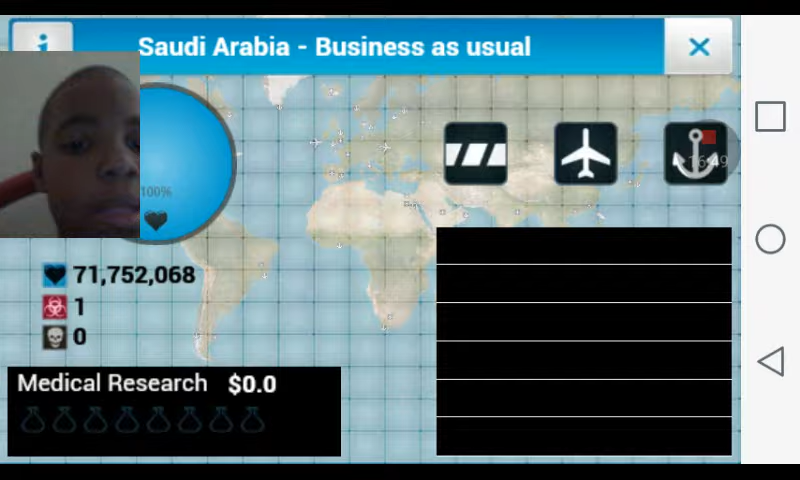 i
Saudi Arabia - Business as usual
100%
71,752,068
1
0
Medical Research $0.0